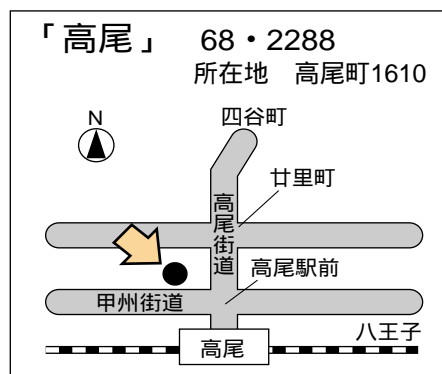 「高尾」 68・2288
所在地 高尾町1610
N
四谷町
廿里町
高尾街道
高尾駅前
甲州街道
八王子
高尾